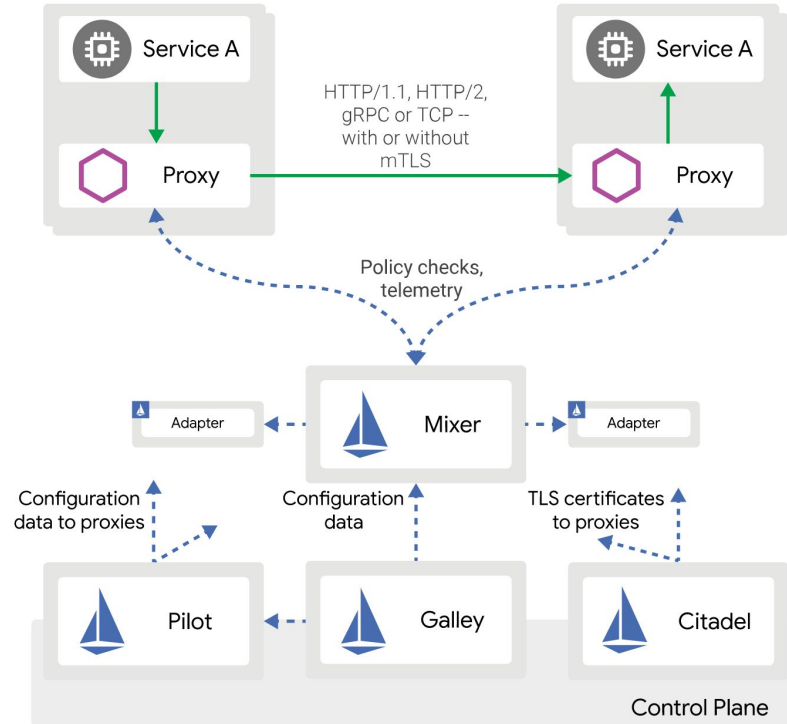 Service A
Service A
HTTP/1.1, HTTP/2,
gRPC or TCP --
with or without
mTLS
Proxy
Proxy
Policy checks,
telemetry
Mixer
Adapter
Adapter
Configuration
data to proxies
Configuration
data
TLS certificates
to proxies
Pilot
Galley
Citadel
Control Plane